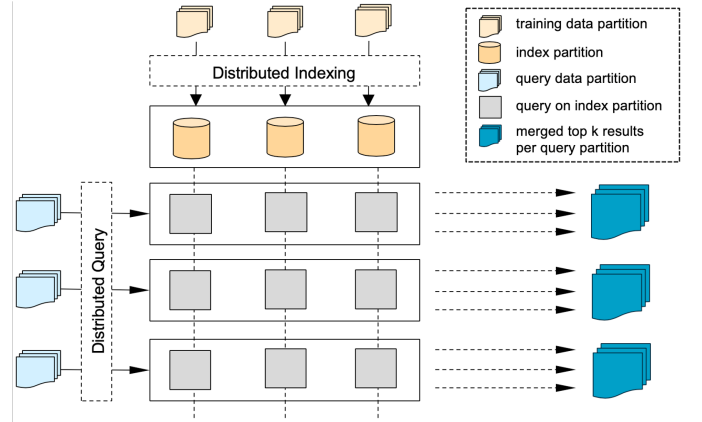 training data partition
index partition
query data partition
query on index partition
merged top k results
per query partition
Distributed Indexing
Distributed Query